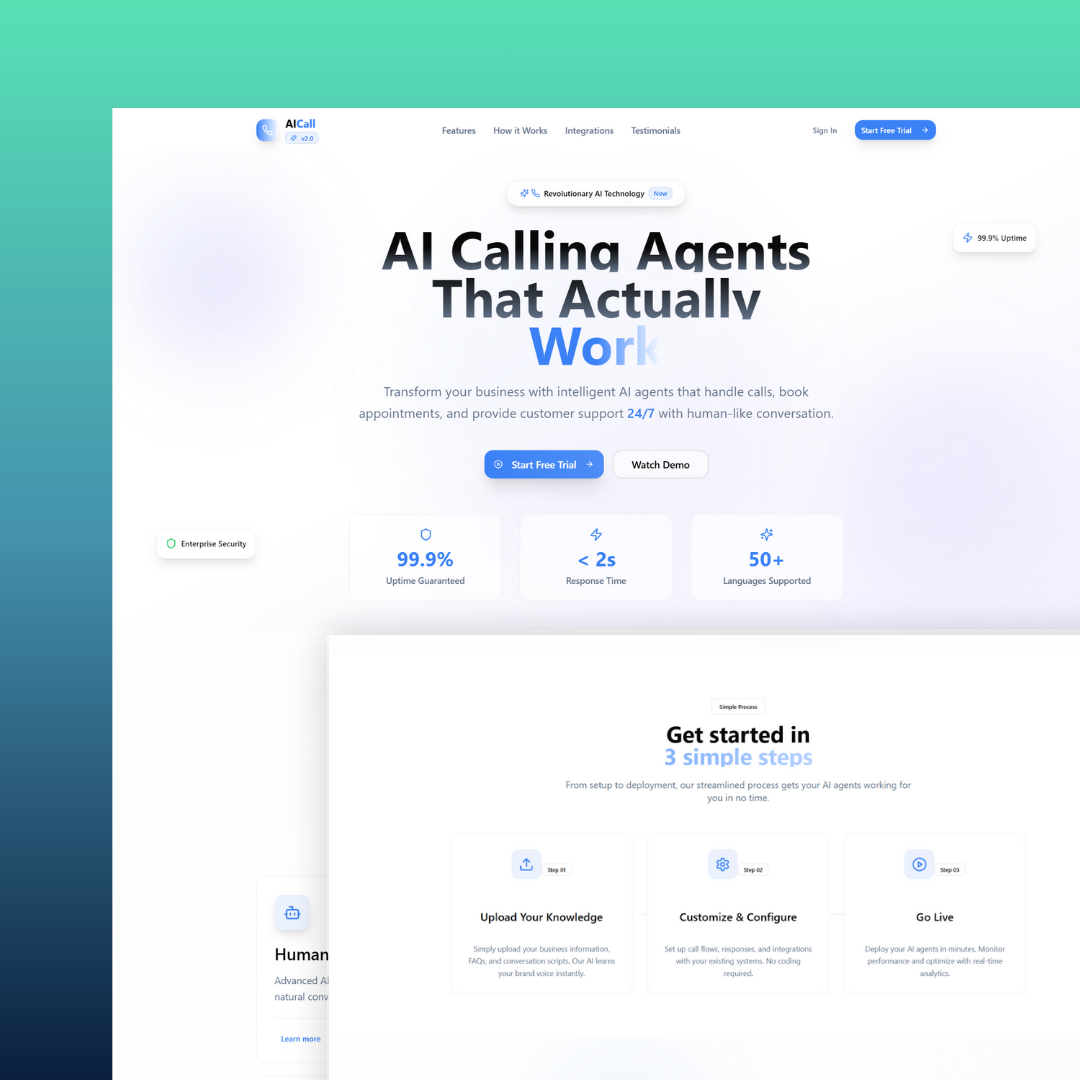 AICall
v2.0
Features
How it Works
Integrations
Testimonials
Sign In
Start Free Trial
Revolutionary AI Technology
New
99.9% Uptime
AI Calling Agents
That Actually
Work
Transform your business with intelligent AI agents that handle calls, book
appointments, and provide customer support 24/7 with human-like conversation.
Start Free Trial
Watch Demo
Enterprise Security
99.9%
Uptime Guaranteed
< 2s
Response Time
50+
Languages Supported
Simple Process
Get started in
3 simple steps
From setup to deployment, our streamlined process gets your AI agents working for
you in no time.
Step 01
Upload Your Knowledge
Simply upload your business information,
FAQs, and conversation scripts. Our AI learns
your brand voice instantly.
Step 02
Customize & Configure
Set up call flows, responses, and integrations
with your existing systems. No coding
required.
Step 03
Go Live
Deploy your AI agents in minutes. Monitor
performance and optimize with real-time
analytics.
Human
Advanced AI
natural conv
Learn more